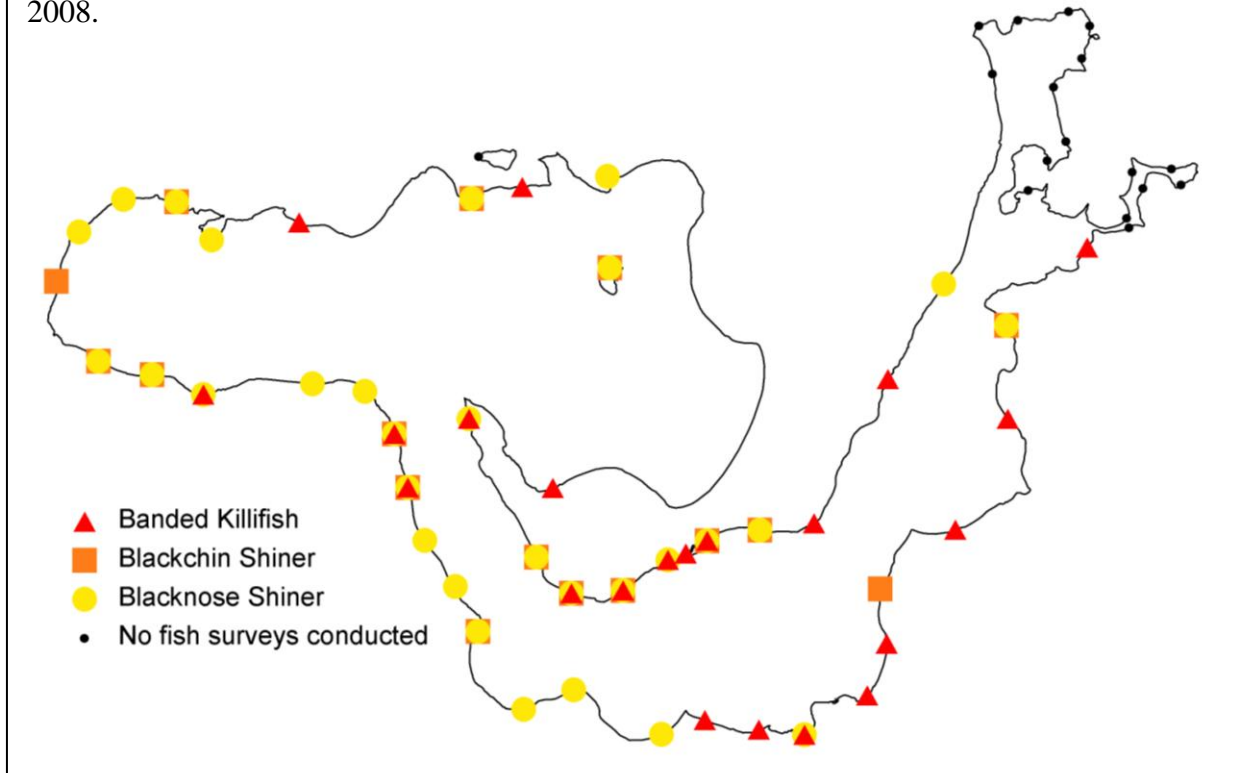 2008.
Banded Killifish
Blackchin Shiner
Blacknose Shiner
No fish surveys conducted